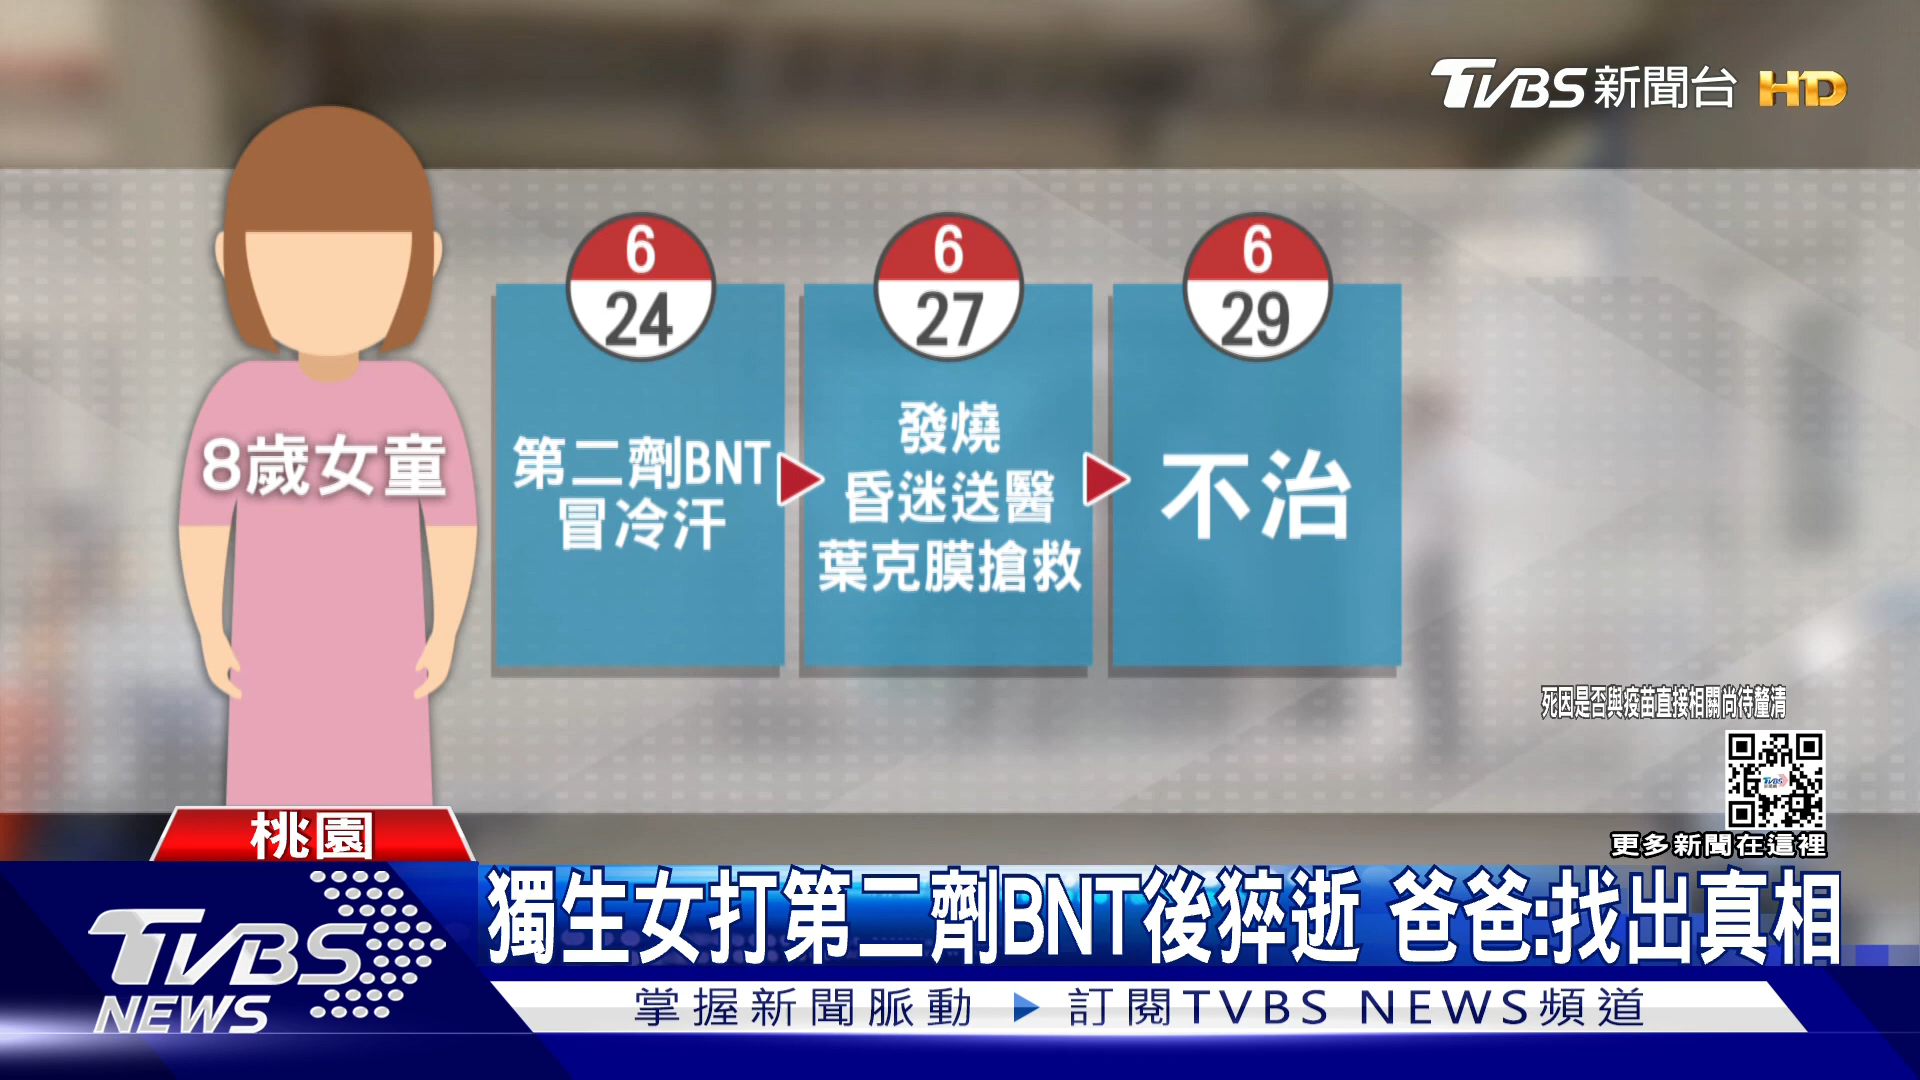 TVBS新聞台 HD
8歲女童
6
24
第二劑BNT
冒冷汗
6
27
發燒
昏迷送醫
葉克膜搶救
6
29
不治
死因是否與疫苗直接相關尚待釐清
TVBS
更多新聞在這裡
桃園
獨生女打第二劑BNT後猝逝 爸爸:找出真相
TVBS
NEWS
掌握新聞脈動 ▶ 訂閱TVBS NEWS頻道